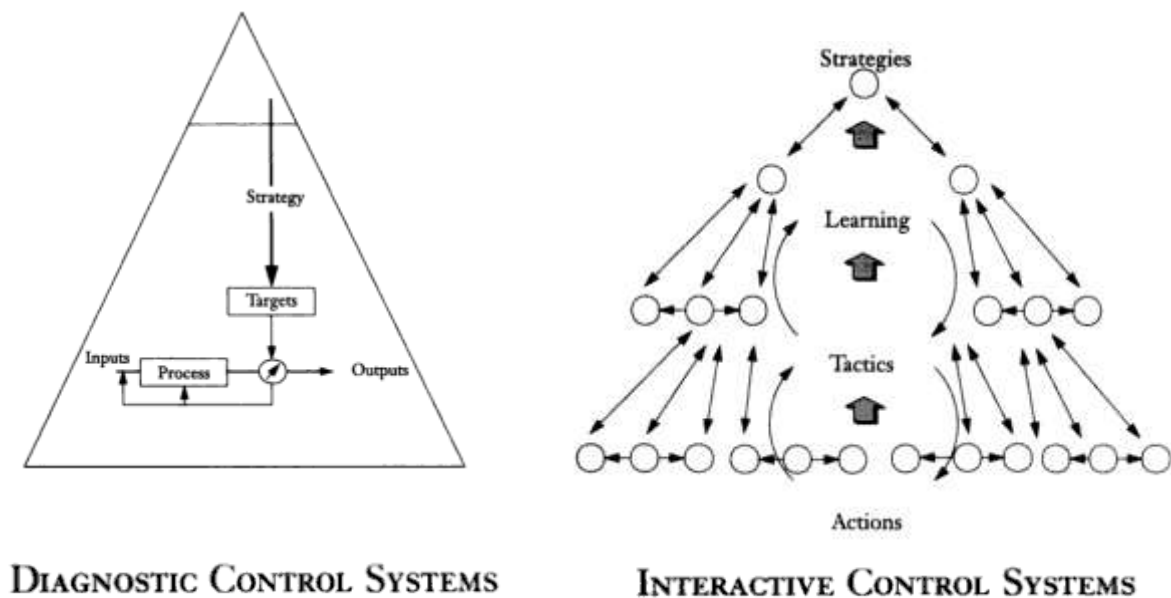 Strategy
Targets
Inputs
Process
Outputs
DIAGNOSTIC CONTROL SYSTEMS
Strategies
Learning
Tactics
Actions
INTERACTIVE CONTROL SYSTEMS